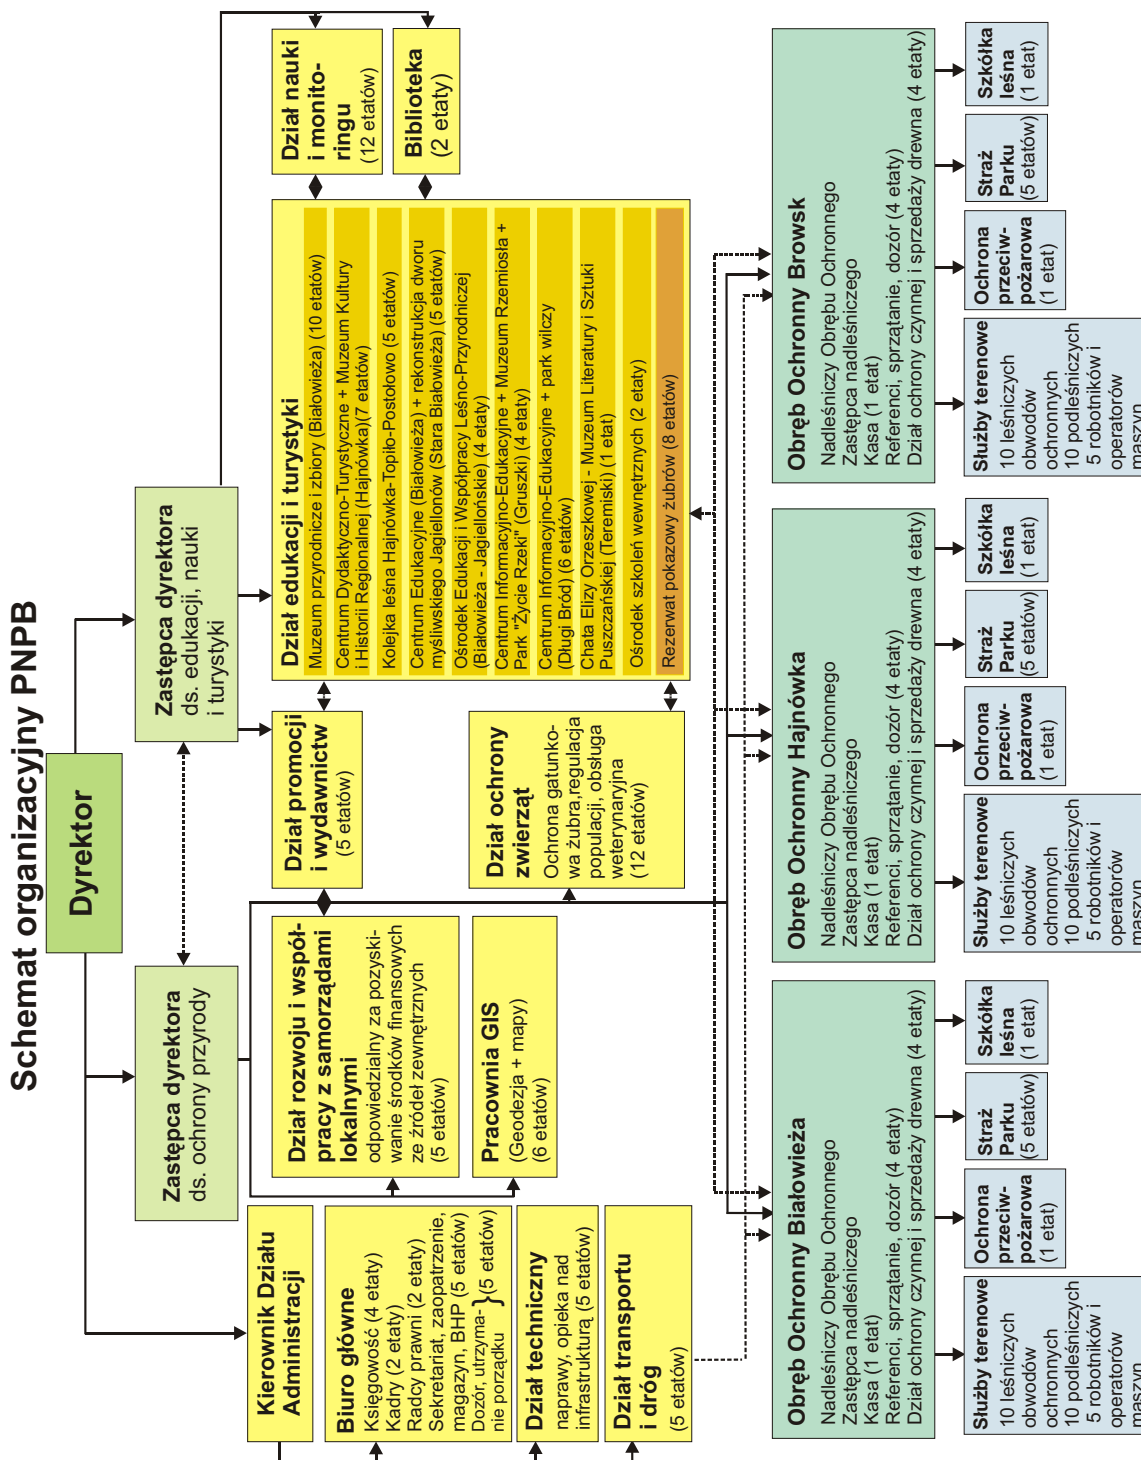 Schemat organizacyjny PNPB
Dyrektor
Zastępca dyrektora
ds. ochrony przyrody
Zastępca dyrektora
ds. edukacji, nauki
i turystyki
Kierownik Działu
Administracji
Biuro główne
Księgowość (4 etaty)
Kadry (2 etaty)
Radcy prawni (2 etaty)
Sekretariat, zaopatrzenie,
magazyn, BHP (5 etatów)
Dozór, utrzyma-
nie porządku
} (5 etatów)
Dział techniczny
naprawy, opieka nad
infrastrukturą (5 etatów)
Dział transportu
i dróg
(5 etatów)
Dział rozwoju i współ-
pracy z samorządami
lokalnymi
odpowiedzialny za pozyski-
wanie środków finansowych
ze źródeł zewnętrznych
(5 etatów)
Pracownia GIS
(Geodezja + mapy)
(6 etatów)
Dział promocji
i wydawnictw
(5 etatów)
Dział ochrony
zwierząt
Ochrona gatunko-
wa żubra,regulacja
populacji, obsługa
weterynaryjna
(12 etatów)
Dział edukacji i turystyki
Muzeum przyrodnicze i zbiory (Białowieża) (10 etatów)
Centrum Dydaktyczno-Turystyczne + Muzeum Kultury
i Historii Regionalnej (Hajnówka)(7 etatów)
Kolejka leśna Hajnówka-Topiło-Postołowo (5 etatów)
Centrum Edukacyjne (Białowieża) + rekonstrukcja dworu
myśliwskiego Jagiellonów (Stara Białowieża) (5 etatów)
Ośrodek Edukacji i Współpracy Leśno-Przyrodniczej
(Białowieża - Jagiellońskie) (4 etaty)
Centrum Informacyjno-Edukacyjne + Muzeum Rzemiosła +
Park "Życie Rzeki" (Gruszki) (4 etaty)
Centrum Informacyjno-Edukacyjne + park wilczy
(Długi Bród) (6 etatów)
Chata Elizy Orzeszkowej - Muzeum Literatury i Sztuki
Puszczańskiej (Teremiski) (1 etat)
Ośrodek szkoleń wewnętrznych (2 etaty)
Rezerwat pokazowy żubrów (8 etatów)
Dział nauki
i monito-
ringu
(12 etatów)
Biblioteka
(2 etaty)
Obręb Ochronny Białowieża
Nadleśniczy Obrębu Ochronnego
Zastępca nadleśniczego
Kasa (1 etat)
Referenci, sprzątanie, dozór (4 etaty)
Dział ochrony czynnej i sprzedaży drewna (4 etaty)
Służby terenowe
10 leśniczych
obwodów
ochronnych
10 podleśniczych
5 robotników i
operatorów
maszyn
Ochrona
przeciw-
pożarowa
(1 etat)
Straż
Parku
(5 etatów)
Szkółka
leśna
(1 etat)
Obręb Ochronny Hajnówka
Nadleśniczy Obrębu Ochronnego
Zastępca nadleśniczego
Kasa (1 etat)
Referenci, sprzątanie, dozór (4 etaty)
Dział ochrony czynnej i sprzedaży drewna (4 etaty)
Służby terenowe
10 leśniczych
obwodów
ochronnych
10 podleśniczych
5 robotników i
operatorów
maszyn
Ochrona
przeciw-
pożarowa
(1 etat)
Straż
Parku
(5 etatów)
Szkółka
leśna
(1 etat)
Obręb Ochronny Browsk
Nadleśniczy Obrębu Ochronnego
Zastępca nadleśniczego
Kasa (1 etat)
Referenci, sprzątanie, dozór (4 etaty)
Dział ochrony czynnej i sprzedaży drewna (4 etaty)
Służby terenowe
10 leśniczych
obwodów
ochronnych
10 podleśniczych
5 robotników i
operatorów
maszyn
Ochrona
przeciw-
pożarowa
(1 etat)
Straż
Parku
(5 etatów)
Szkółka
leśna
(1 etat)